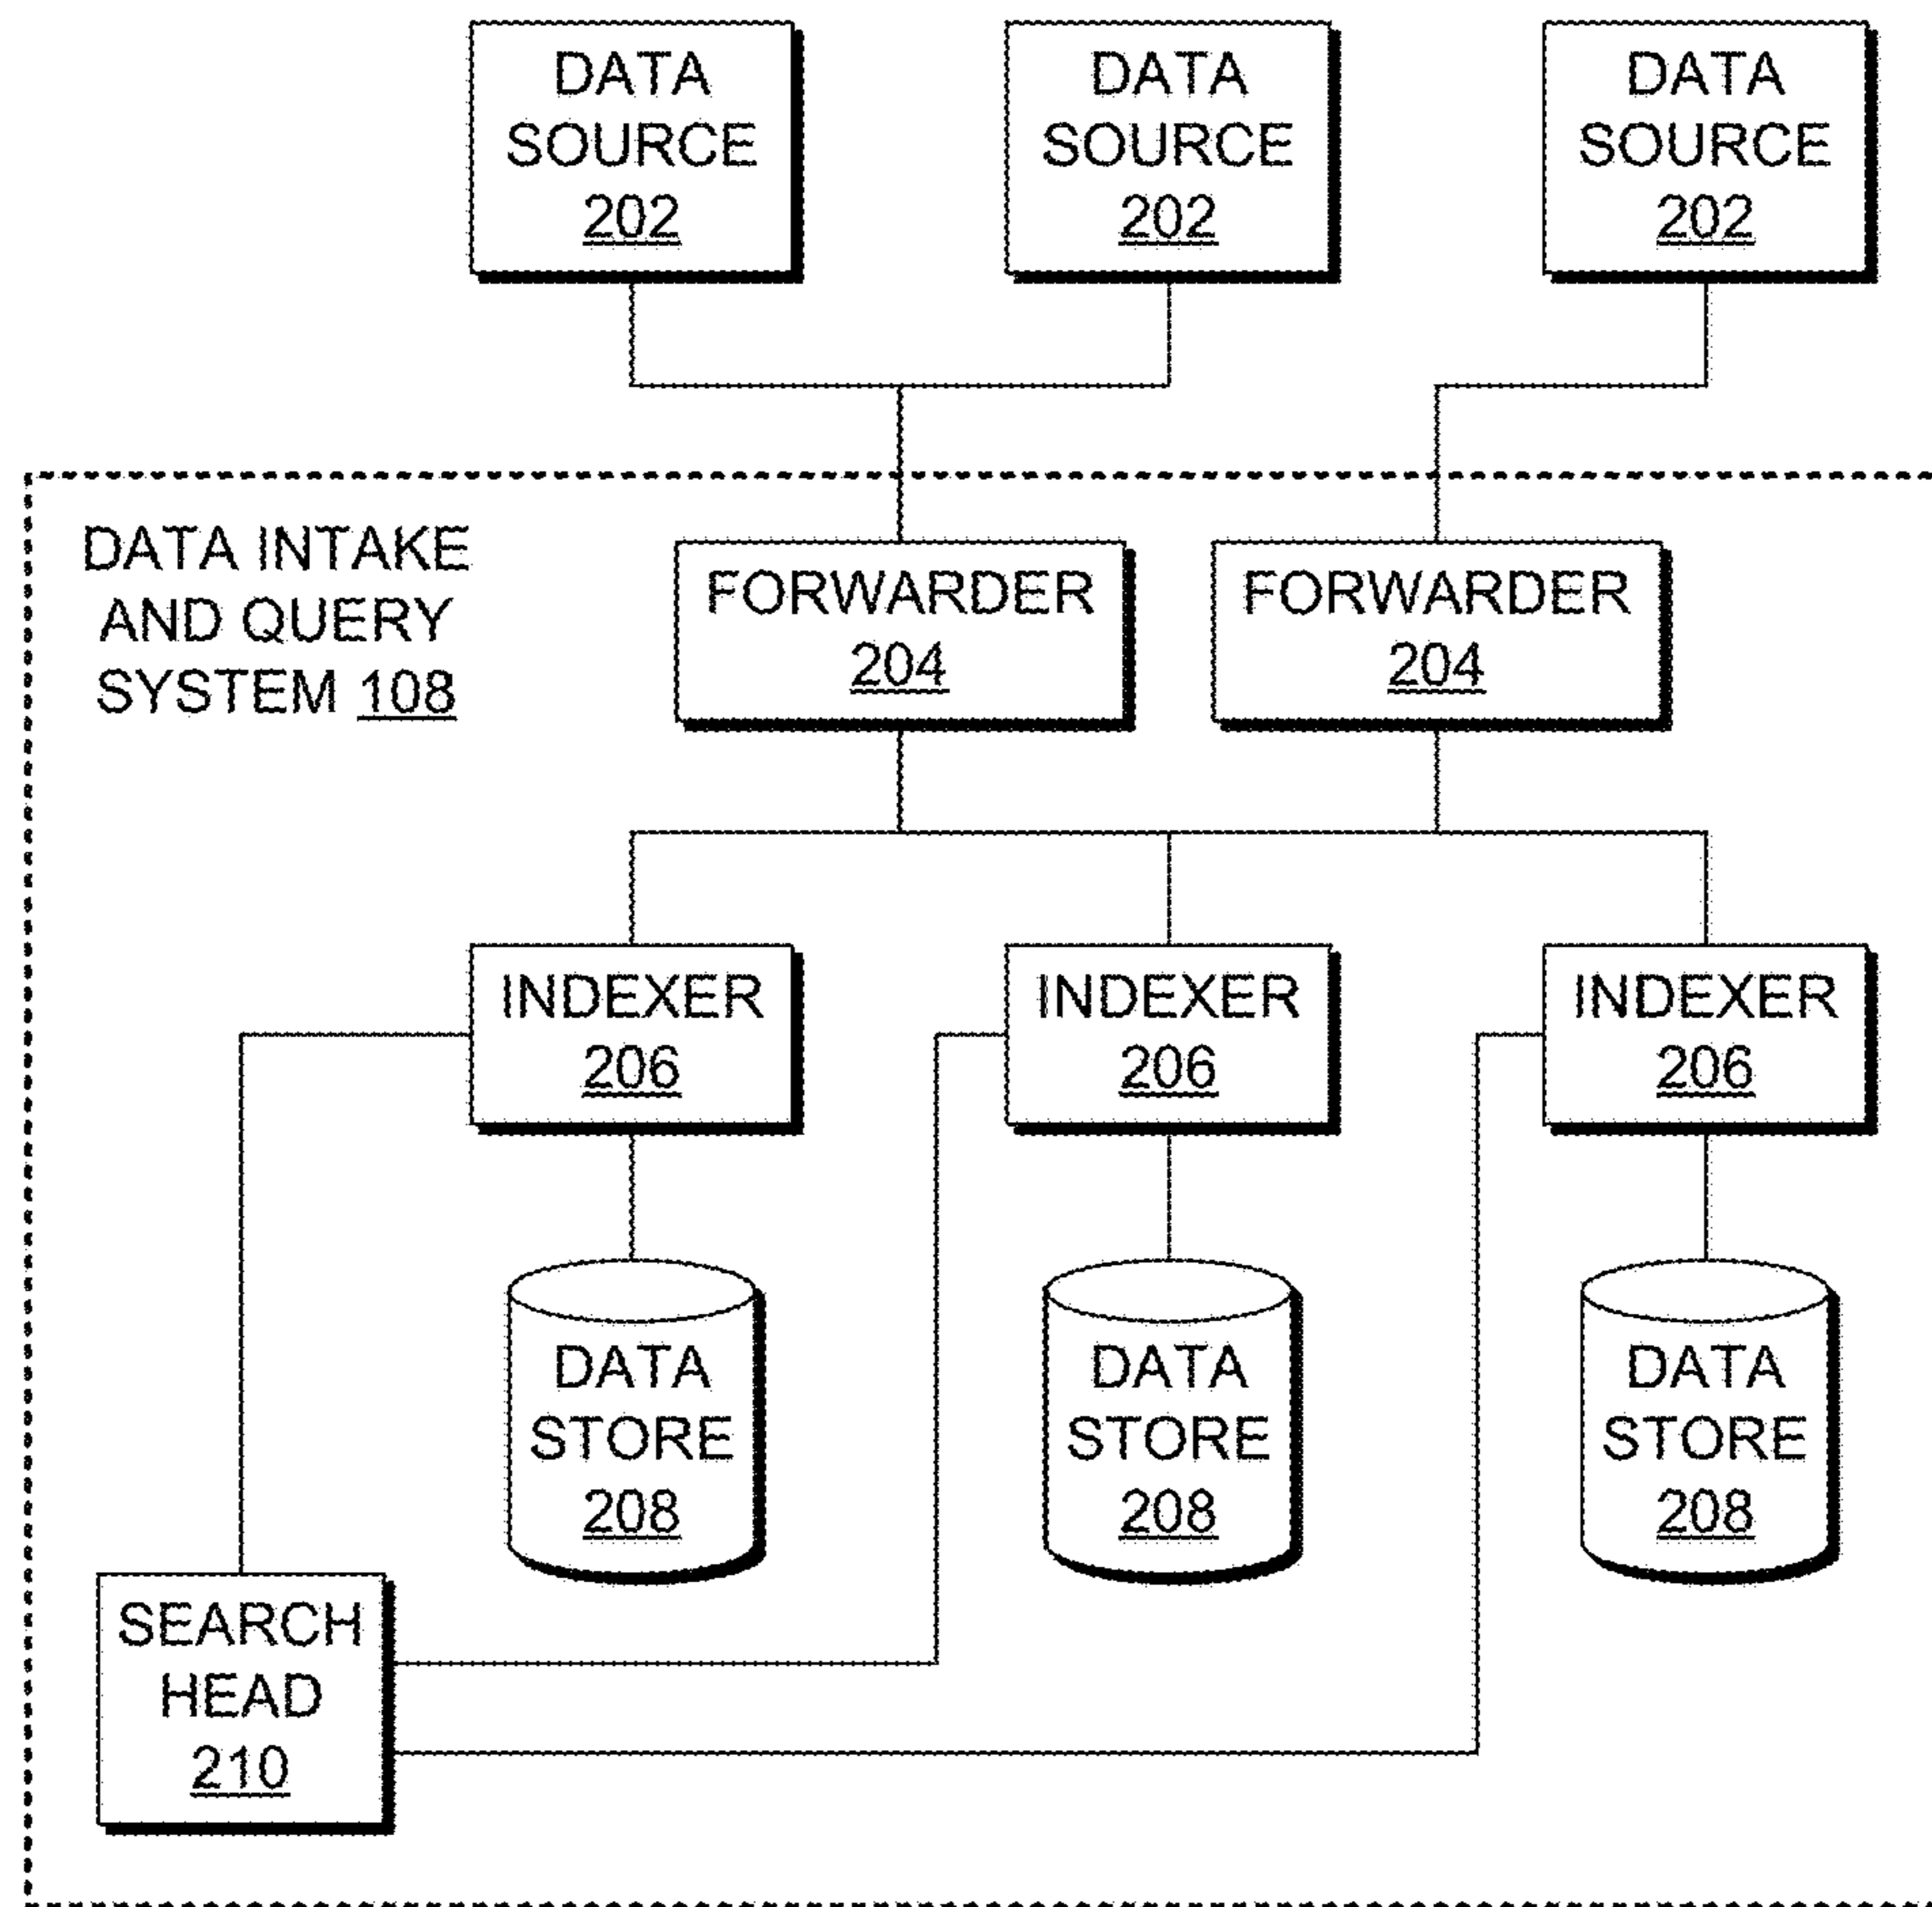 DATA
SOURCE
202
DATA
SOURCE
202
DATA
SOURCE
202
DATA INTAKE
AND QUERY
SYSTEM 108
FORWARDER
204
FORWARDER
204
INDEXER
206
INDEXER
206
INDEXER
206
DATA
STORE
208
DATA
STORE
208
DATA
STORE
208
SEARCH
HEAD
210